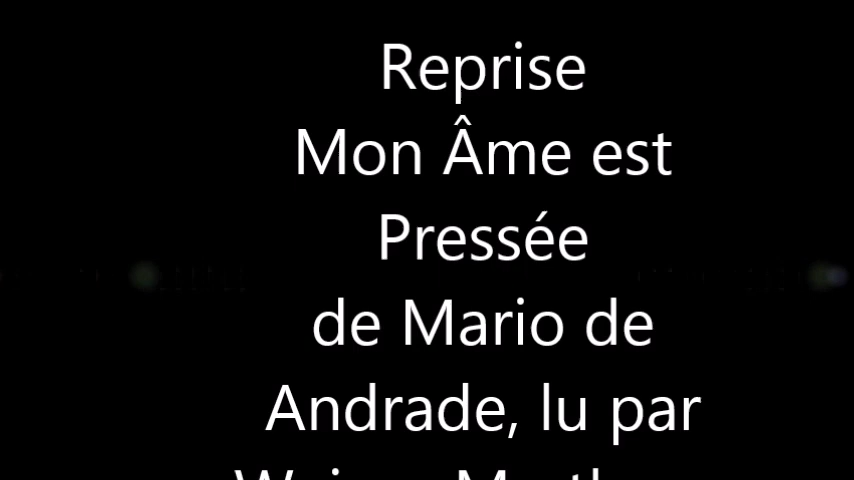 Reprise
Mon Âme est
Pressée
de Mario de
Andrade, lu par